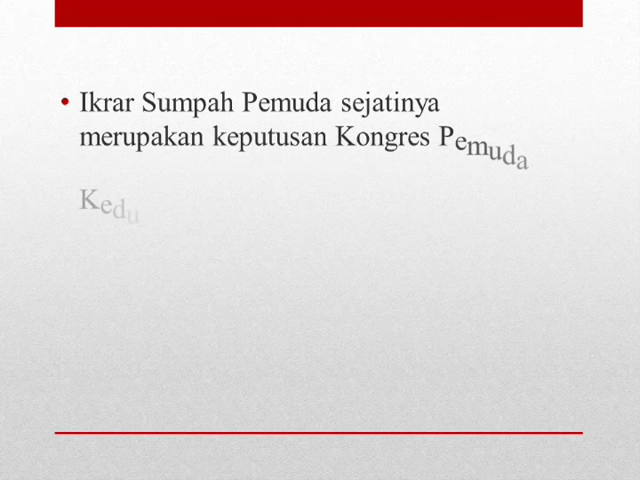 • Ikrar Sumpah Pemuda sejatinya
merupakan keputusan Kongres Pemuda
Kedu